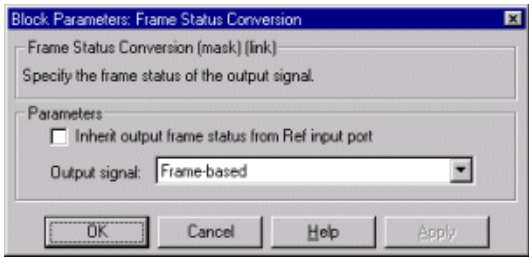 Block Parameters: Frame Status Conversion
Frame Status Conversion (mask) (link)
Specify the frame status of the output signal.
Parameters
Inherit output frame status from Ref input port
Output signal: Frame-based
OK Cancel Help Apply